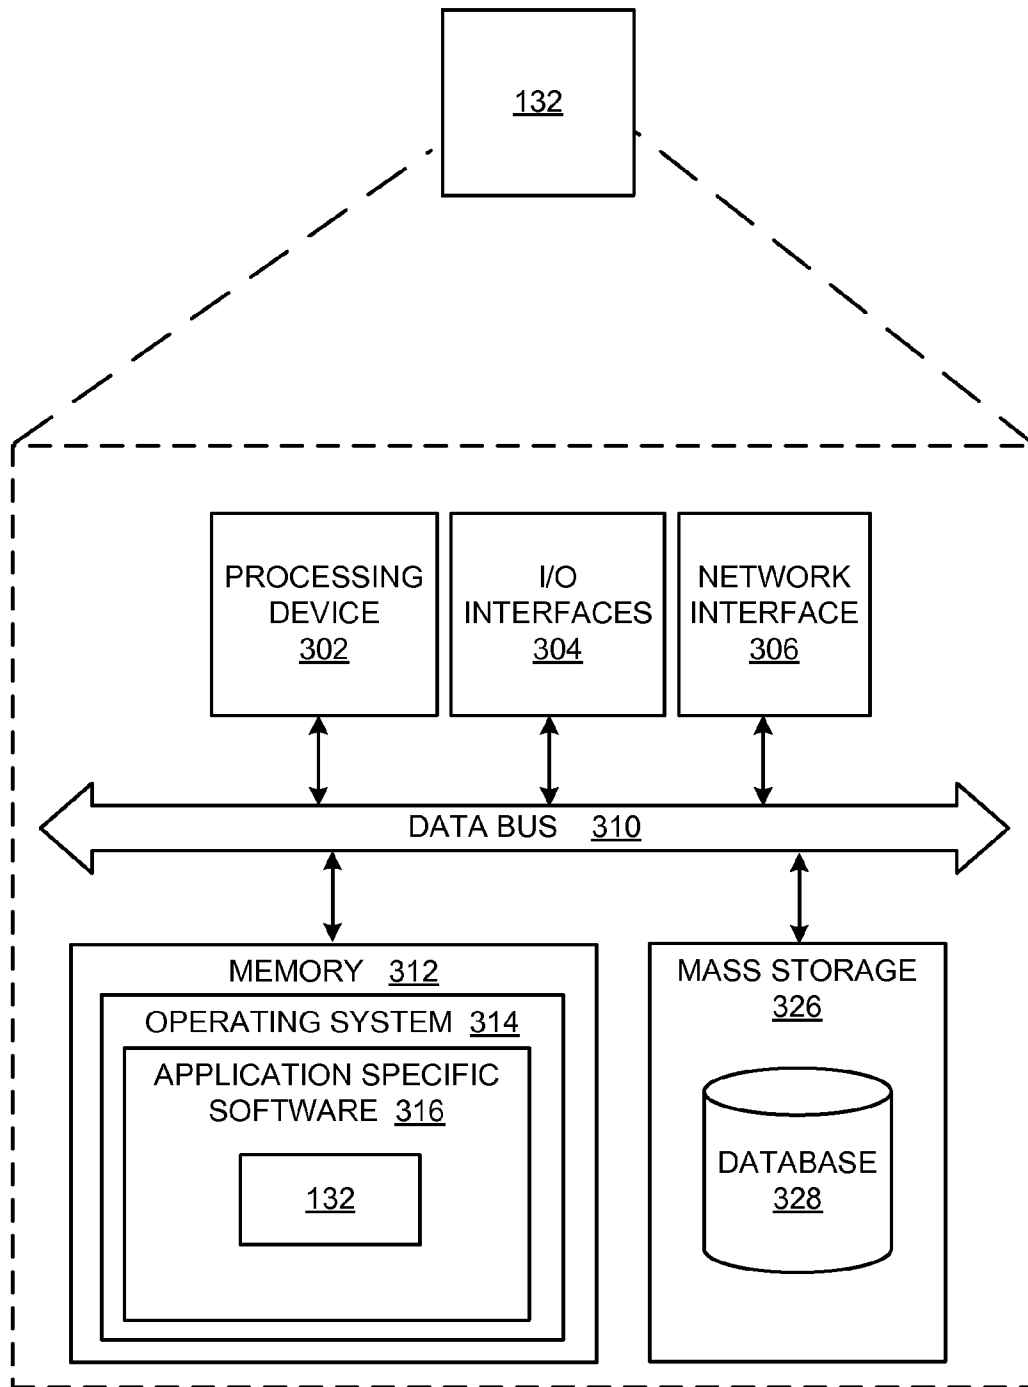 132
PROCESSING
DEVICE
302
I/O
INTERFACES
304
NETWORK
INTERFACE
306
DATA BUS 310
MEMORY 312
OPERATING SYSTEM 314
APPLICATION SPECIFIC
SOFTWARE 316
132
MASS STORAGE
326
DATABASE
328